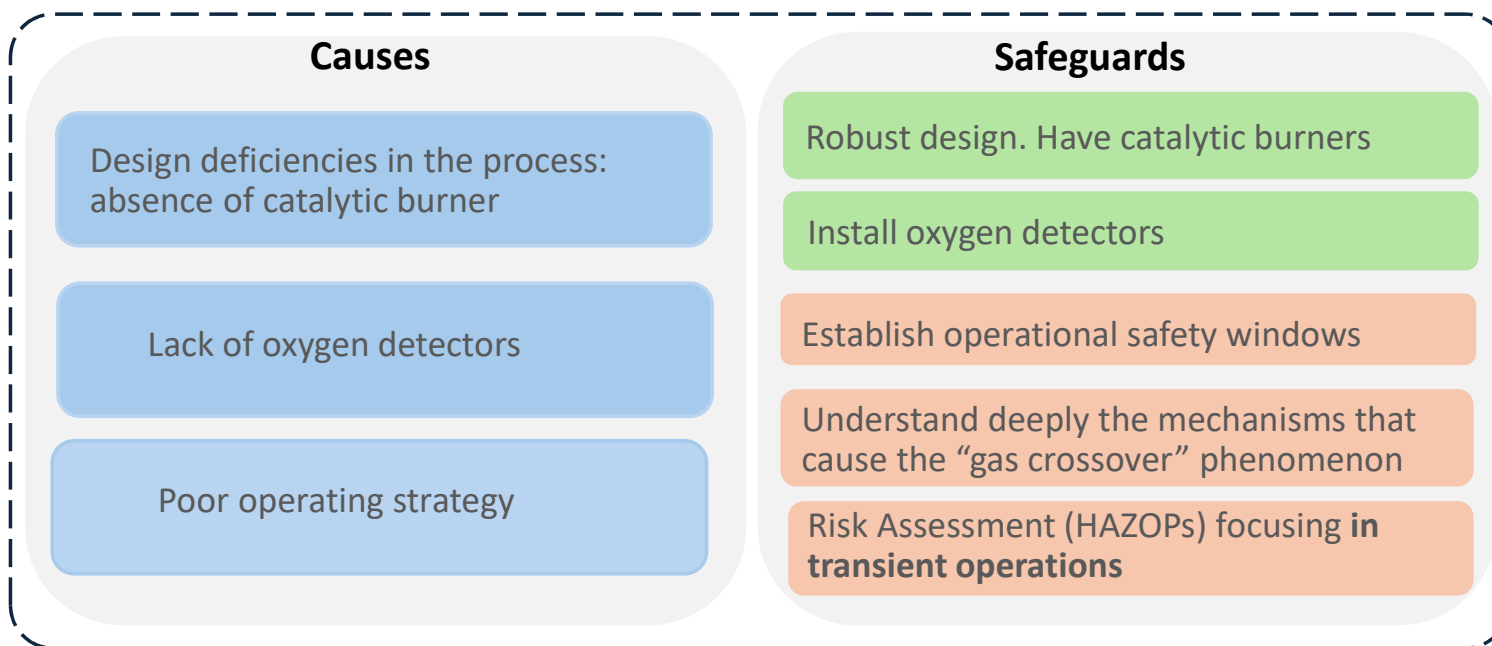 Causes
Design deficiencies in the process:
absence of catalytic burner
Lack of oxygen detectors
Poor operating strategy
Safeguards
Robust design. Have catalytic burners
Install oxygen detectors
Establish operational safety windows
Understand deeply the mechanisms that
cause the “gas crossover” phenomenon
Risk Assessment (HAZOPs) focusing in
transient operations